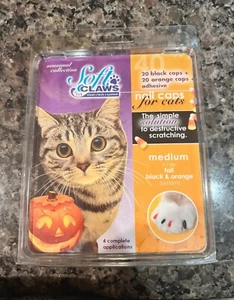 seasonal collection
Soft
CLAWS
40
20 black caps +
20 orange caps +
adhesive
nail caps
for cats
The simple
solution
to destructive
scratching.
medium
fall
black & orange
4 complete
applications